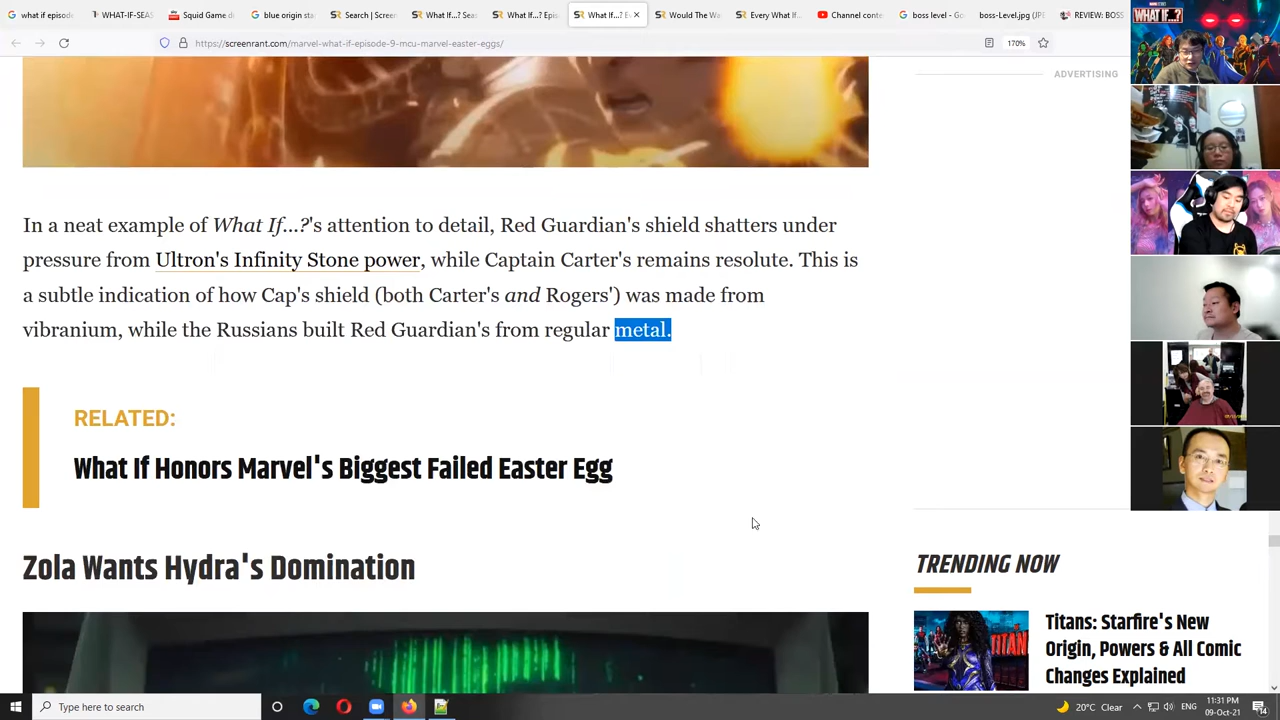 what if episode
WHAT-IF-SEAS
Squid Game di
blue origin sta
Search | Screen
What If...? Epi
What If...? E
Would The Wa
Every What If
Channel conte
boss level - Go
boss-Level.jpg (JPE
REVIEW: BOSS
https://screenrant.com/marvel-what-if-episode-9-mcu-marvel-easter-eggs/
170%
WHAT IF...?
ADVERTISING
In a neat example of What If...?'s attention to detail, Red Guardian's shield shatters under
pressure from Ultron's Infinity Stone power, while Captain Carter's remains resolute. This is
a subtle indication of how Cap's shield (both Carter's and Rogers') was made from
vibranium, while the Russians built Red Guardian's from regular metal.
RELATED:
What If Honors Marvel's Biggest Failed Easter Egg
Zola Wants Hydra's Domination
TRENDING NOW
Titans: Starfire's New
Origin, Powers & All Comic
Changes Explained
Type here to search
20°C Clear
ENG
11:31 PM
09-Oct-21
14